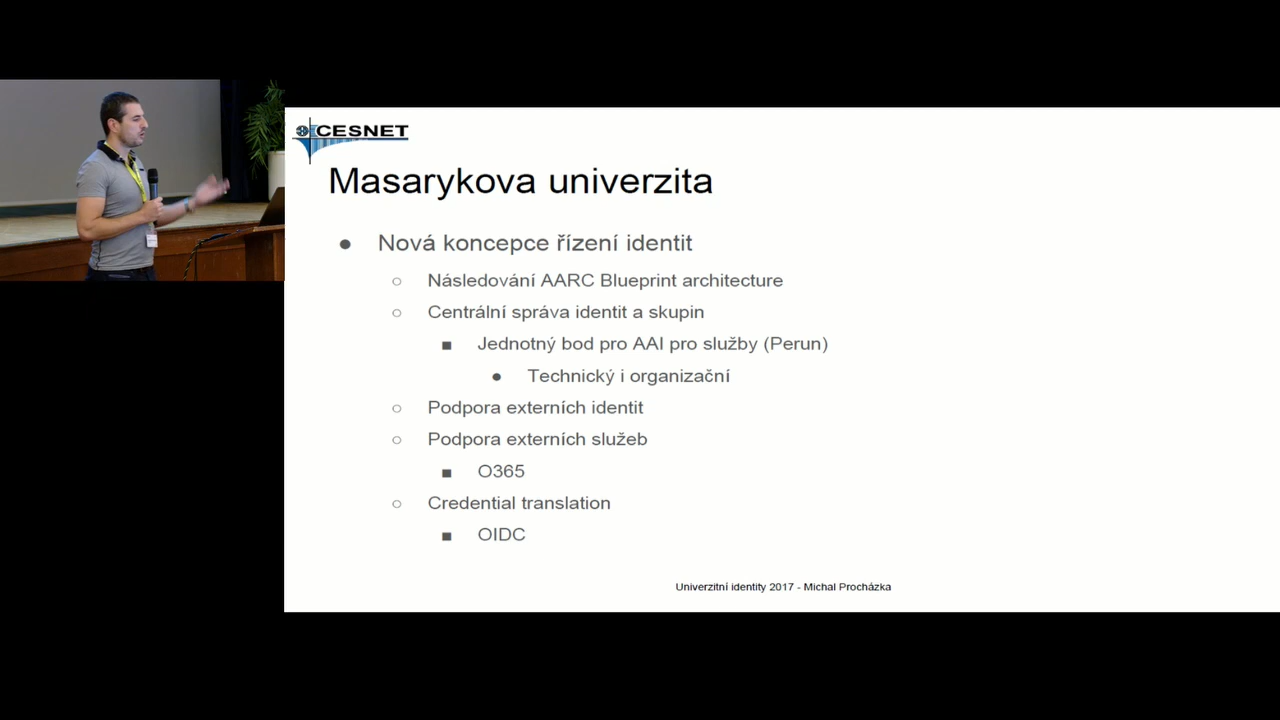 CESNET
Masarykova univerzita
● Nová koncepce řízení identit
○ Následování AARC Blueprint architecture
○ Centrální správa identit a skupin
■ Jednotný bod pro AAI pro služby (Perun)
● Technický i organizační
○ Podpora externích identit
○ Podpora externích služeb
■ O365
○ Credential translation
■ OIDC
Univerzitní identity 2017 - Michal Procházka